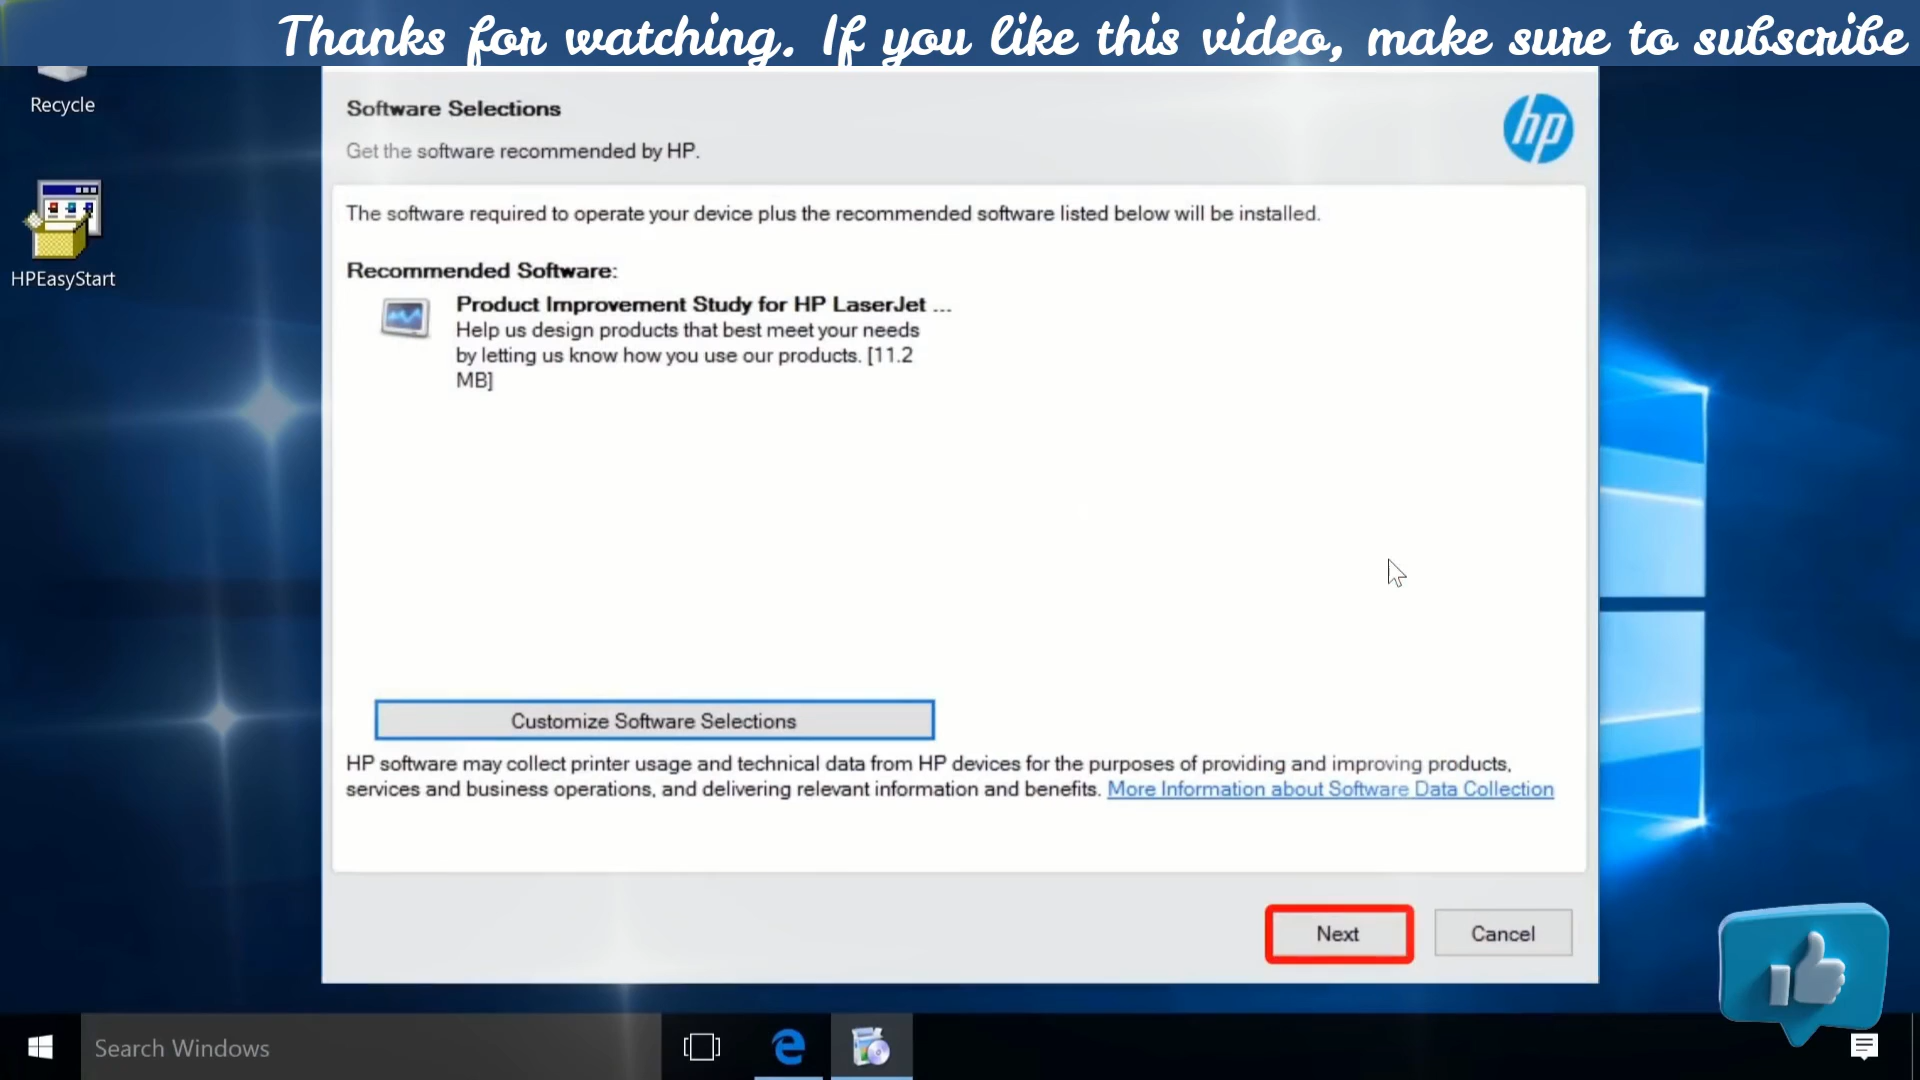 Thanks for watching. If you like this video, make sure to subscribe
Recycle
HPEasyStart
Software Selections
Get the software recommended by HP.
hp
The software required to operate your device plus the recommended software listed below will be installed.
Recommended Software:
Product Improvement Study for HP LaserJet ...
Help us design products that best meet your needs
by letting us know how you use our products. [11.2
MB]
Customize Software Selections
HP software may collect printer usage and technical data from HP devices for the purposes of providing and improving products,
services and business operations, and delivering relevant information and benefits. More Information about Software Data Collection
Next
Cancel
Search Windows